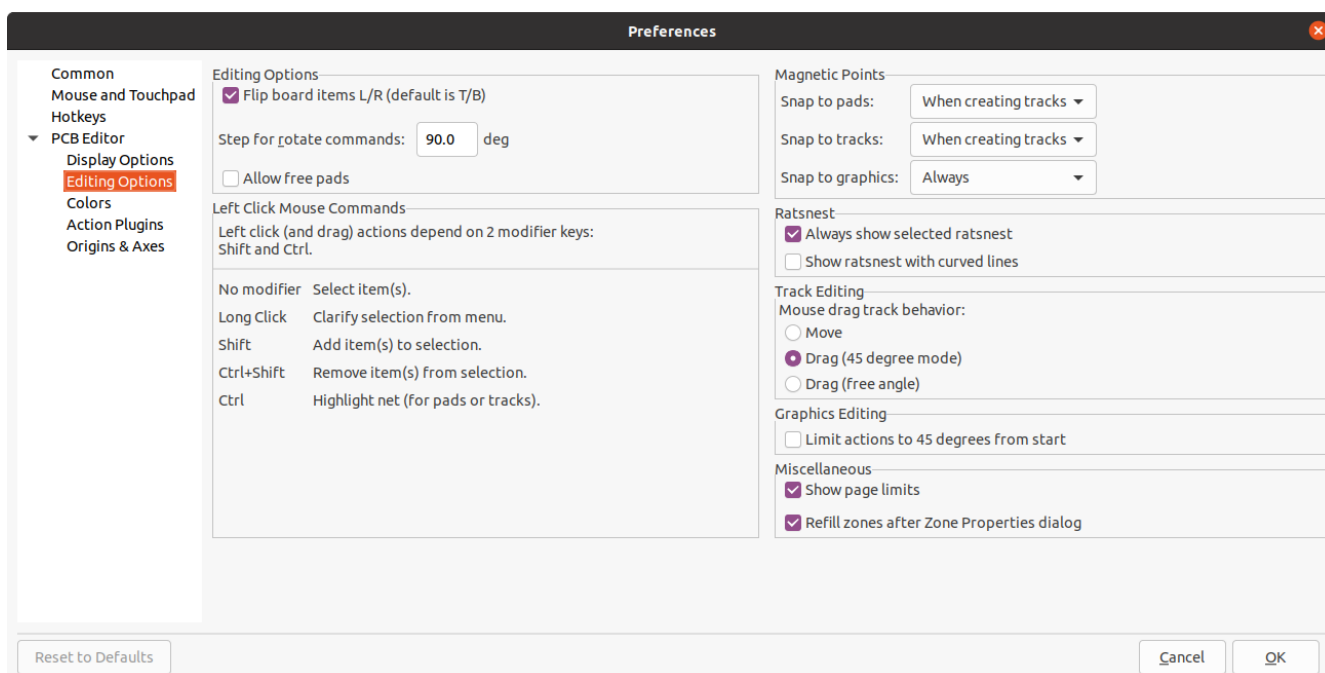 Preferences
Common
Mouse and Touchpad
Hotkeys
PCB Editor
Display Options
Editing Options
Colors
Action Plugins
Origins & Axes
Editing Options
Flip board items L/R (default is T/B)
Step for rotate commands: 90.0 deg
Allow free pads
Left Click Mouse Commands
Left click (and drag) actions depend on 2 modifier keys:
Shift and Ctrl.
No modifier Select item(s).
Long Click Clarify selection from menu.
Shift Add item(s) to selection.
Ctrl+Shift Remove item(s) from selection.
Ctrl Highlight net (for pads or tracks).
Magnetic Points
Snap to pads: When creating tracks
Snap to tracks: When creating tracks
Snap to graphics: Always
Ratsnest
Always show selected ratsnest
Show ratsnest with curved lines
Track Editing
Mouse drag track behavior:
Move
Drag (45 degree mode)
Drag (free angle)
Graphics Editing
Limit actions to 45 degrees from start
Miscellaneous
Show page limits
Refill zones after Zone Properties dialog
Reset to Defaults
Cancel
OK